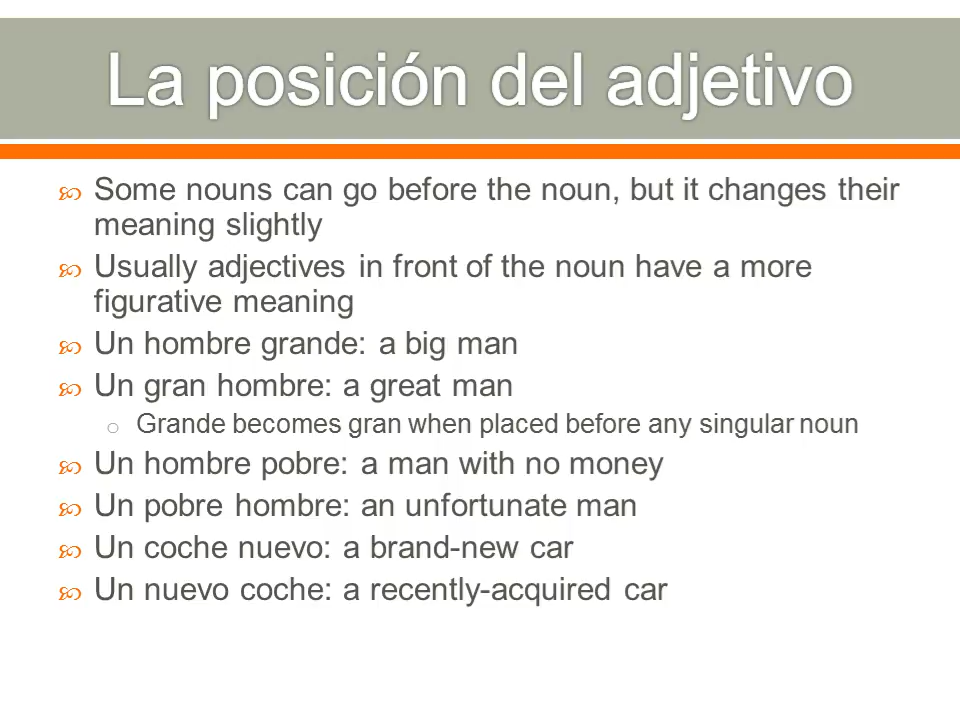 La posición del adjetivo
Some nouns can go before the noun, but it changes their
meaning slightly
Usually adjectives in front of the noun have a more
figurative meaning
Un hombre grande: a big man
Un gran hombre: a great man
Grande becomes gran when placed before any singular noun
Un hombre pobre: a man with no money
Un pobre hombre: an unfortunate man
Un coche nuevo: a brand-new car
Un nuevo coche: a recently-acquired car